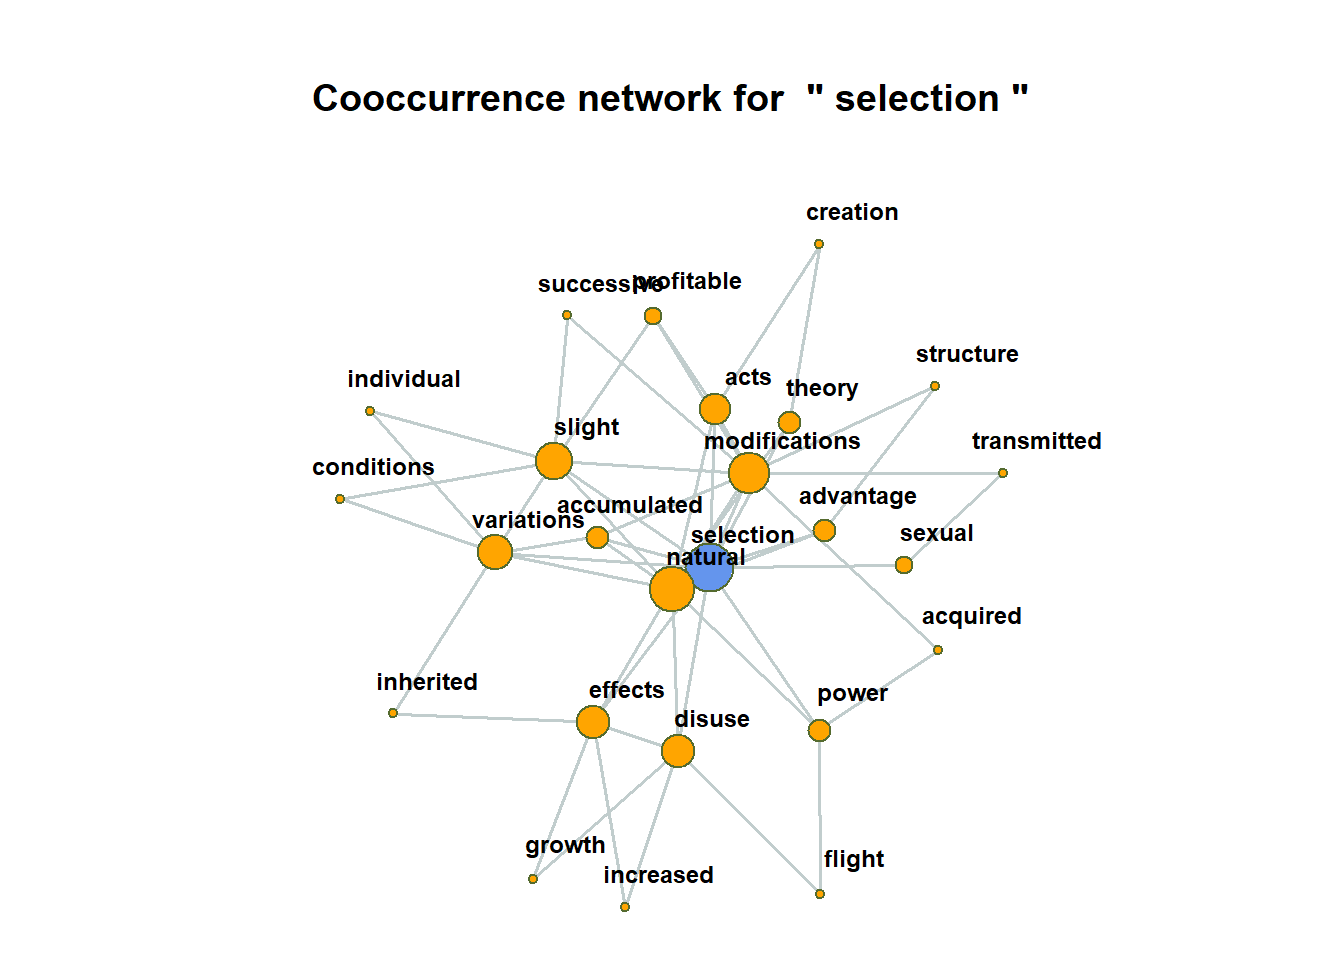 Cooccurrence network for " selection "
creation
successive
profitable
structure
individual
acts
theory
slight
modifications
transmitted
conditions
accumulated
advantage
variations
selection
sexual
natural
acquired
inherited
effects
power
disuse
growth
flight
increased